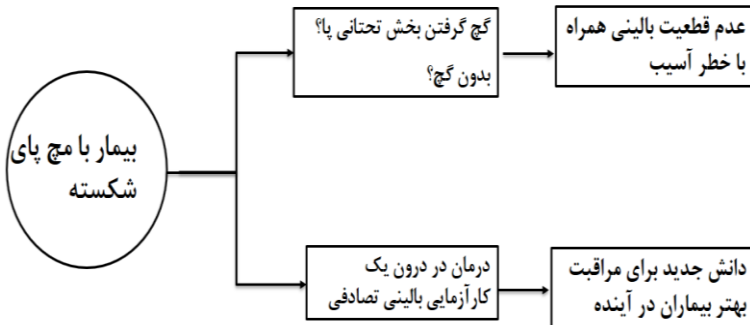 بیمار با مچ پای
شکسته
گچ گرفتن بخش تحتانی پا؟
بدون گچ؟
عدم قطعیت بالینی همراه
با خطر آسیب
درمان در درون یک
کارآزمایی بالینی تصادفی
دانش جدید برای مراقبت
بهتر بیماران در آینده